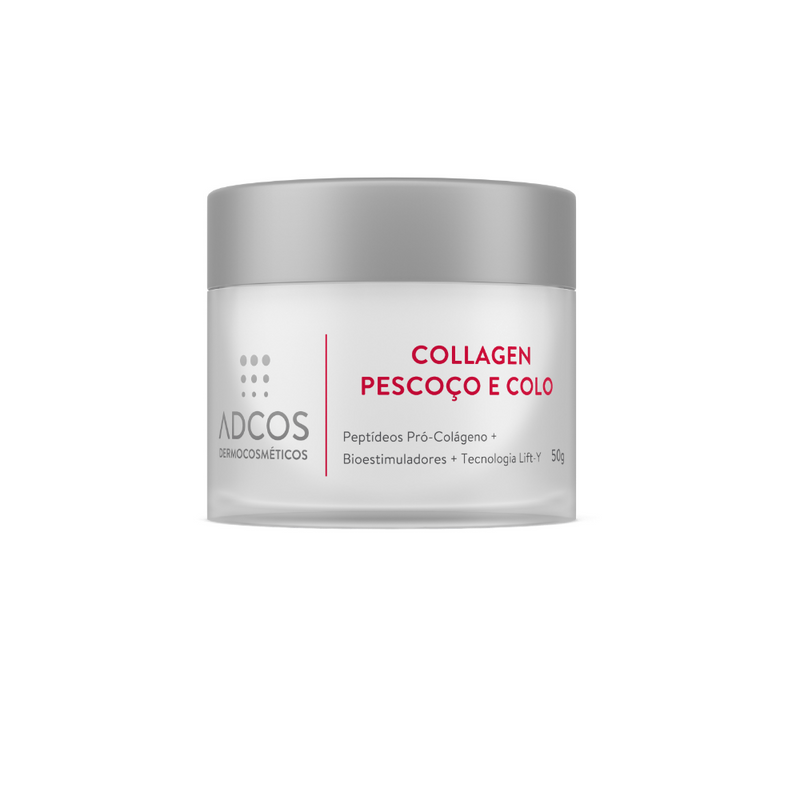 ADCOS
DERMOCOSMÉTICOS
COLLAGEN
PESCOÇO E COLO
Peptídeos Pró-Colágeno +
Bioestimuladores + Tecnologia Lift-Y 50g